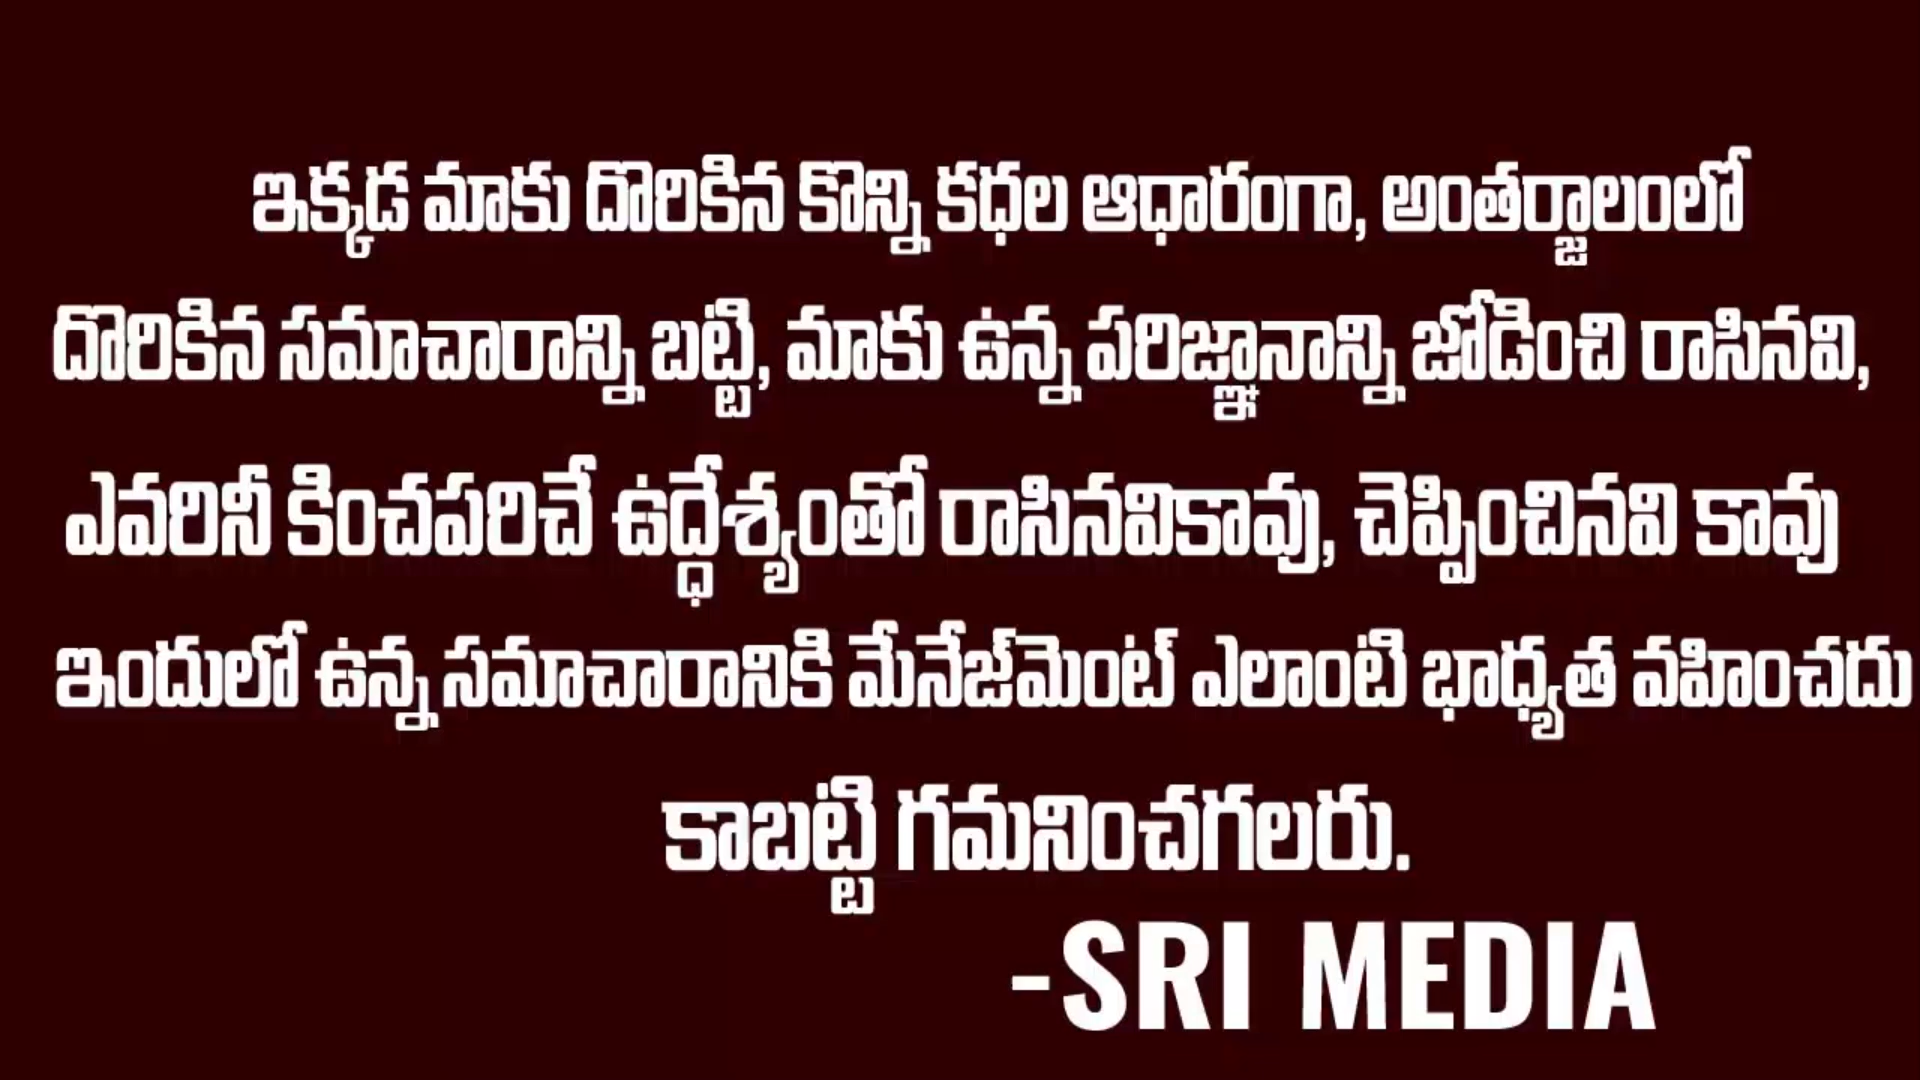 ఇక్కడ మాకు దొరికిన కొన్ని కధల ఆధారంగా, అంతర్జాలంలో
దొరికిన సమాచారాన్ని బట్టి, మాకు ఉన్న పరిజ్ఞానాన్ని జోడించి రాసినవి,
ఎవరినీ కించపరిచే ఉద్ధేశ్యంతో రాసినవికావు, చెప్పించినవి కావు
ఇందులో ఉన్న సమాచారానికి మేనేజ్‌మెంట్ ఎలాంటి భాధ్యత వహించదు
కాబట్టి గమనించగలరు.
-SRI MEDIA